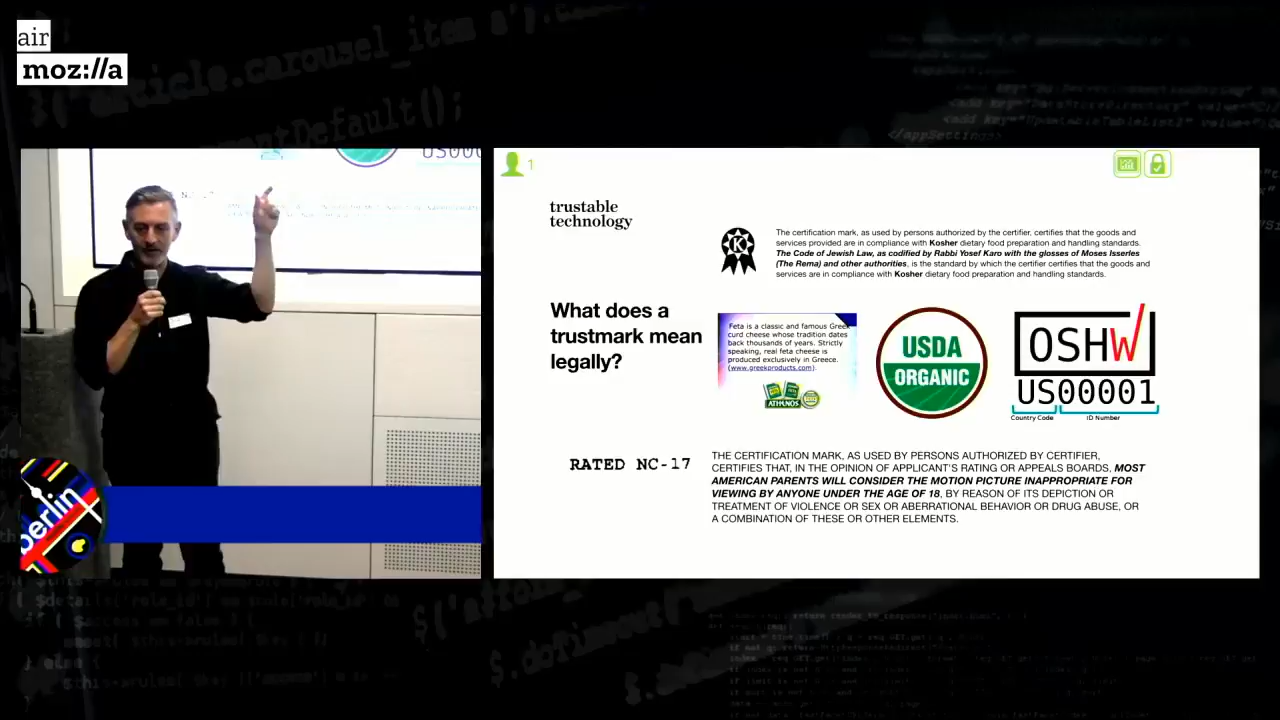 air
moz://a
}('article.carousel_item a').
ventDefault();
</appSettings>
US000
1
trustable
technology
The certification mark, as used by persons authorized by the certifier, certifies that the goods and
services provided are in compliance with Kosher dietary food preparation and handling standards.
The Code of Jewish Law, as codified by Rabbi Yosef Karo with the glosses of Moses Isserles
(The Rema) and other authorities, is the standard by which the certifier certifies that the goods and
services are in compliance with Kosher dietary food preparation and handling standards.
K
What does a
trustmark mean
legally?
Feta is a classic and famous Greek
curd cheese whose tradition dates
back thousands of years. Strictly
speaking, real feta cheese is
produced exclusively in Greece.
(www.greekproducts.com).
ATHENOS
USDA
ORGANIC
OSHW
US00001
Country Code
ID Number
RATED NC-17
THE CERTIFICATION MARK, AS USED BY PERSONS AUTHORIZED BY CERTIFIER,
CERTIFIES THAT, IN THE OPINION OF APPLICANT'S RATING OR APPEALS BOARDS, MOST
AMERICAN PARENTS WILL CONSIDER THE MOTION PICTURE INAPPROPRIATE FOR
VIEWING BY ANYONE UNDER THE AGE OF 18, BY REASON OF ITS DEPICTION OR
TREATMENT OF VIOLENCE OR SEX OR ABERRATIONAL BEHAVIOR OR DRUG ABUSE, OR
A COMBINATION OF THESE OR OTHER ELEMENTS.
berlin